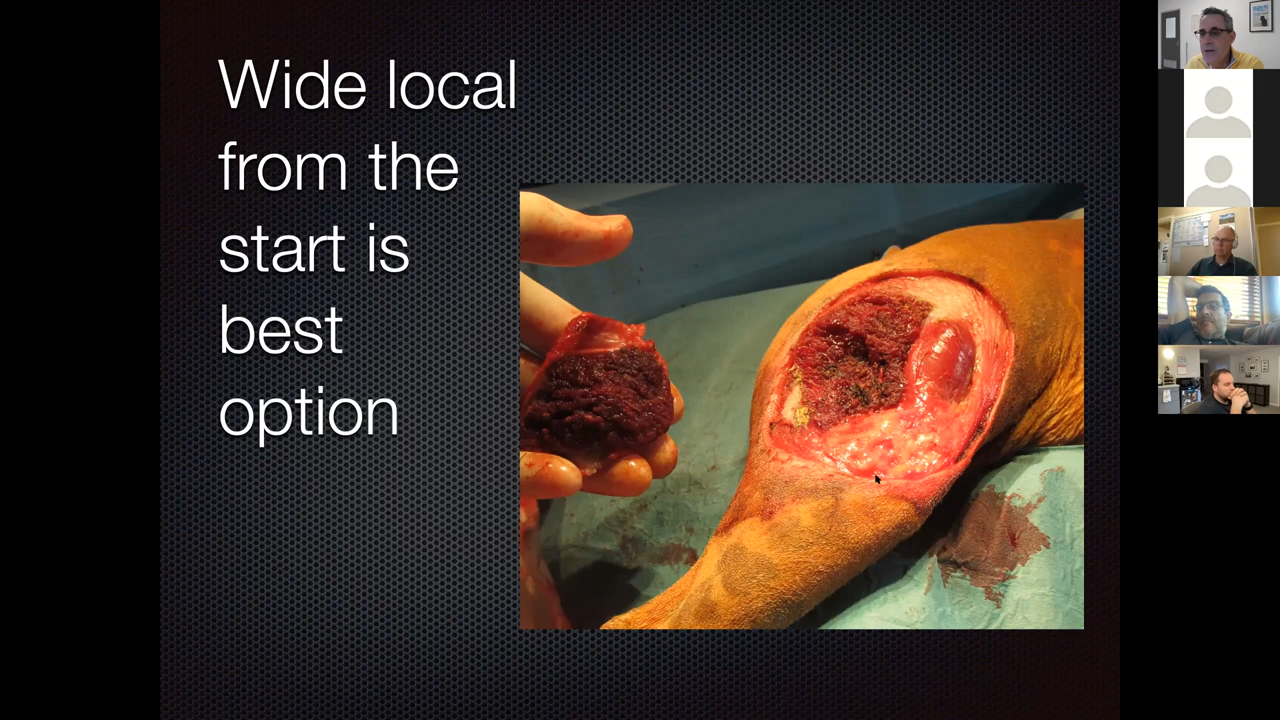 Wide local
from the
start is
best
option